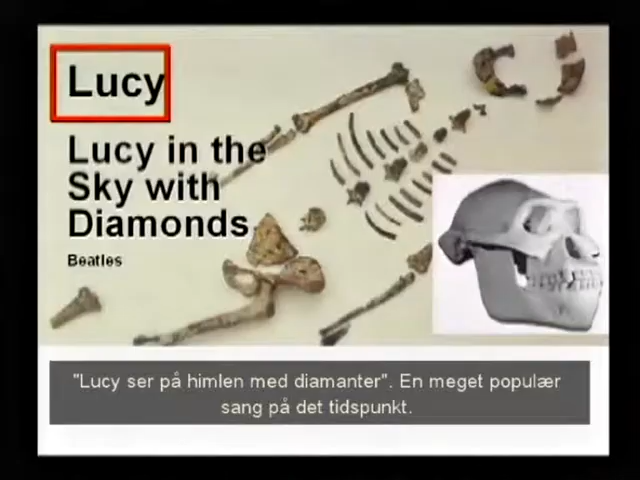 Lucy
Lucy in the
Sky with
Diamonds
Beatles
"Lucy ser på himlen med diamanter". En meget populær
sang på det tidspunkt.